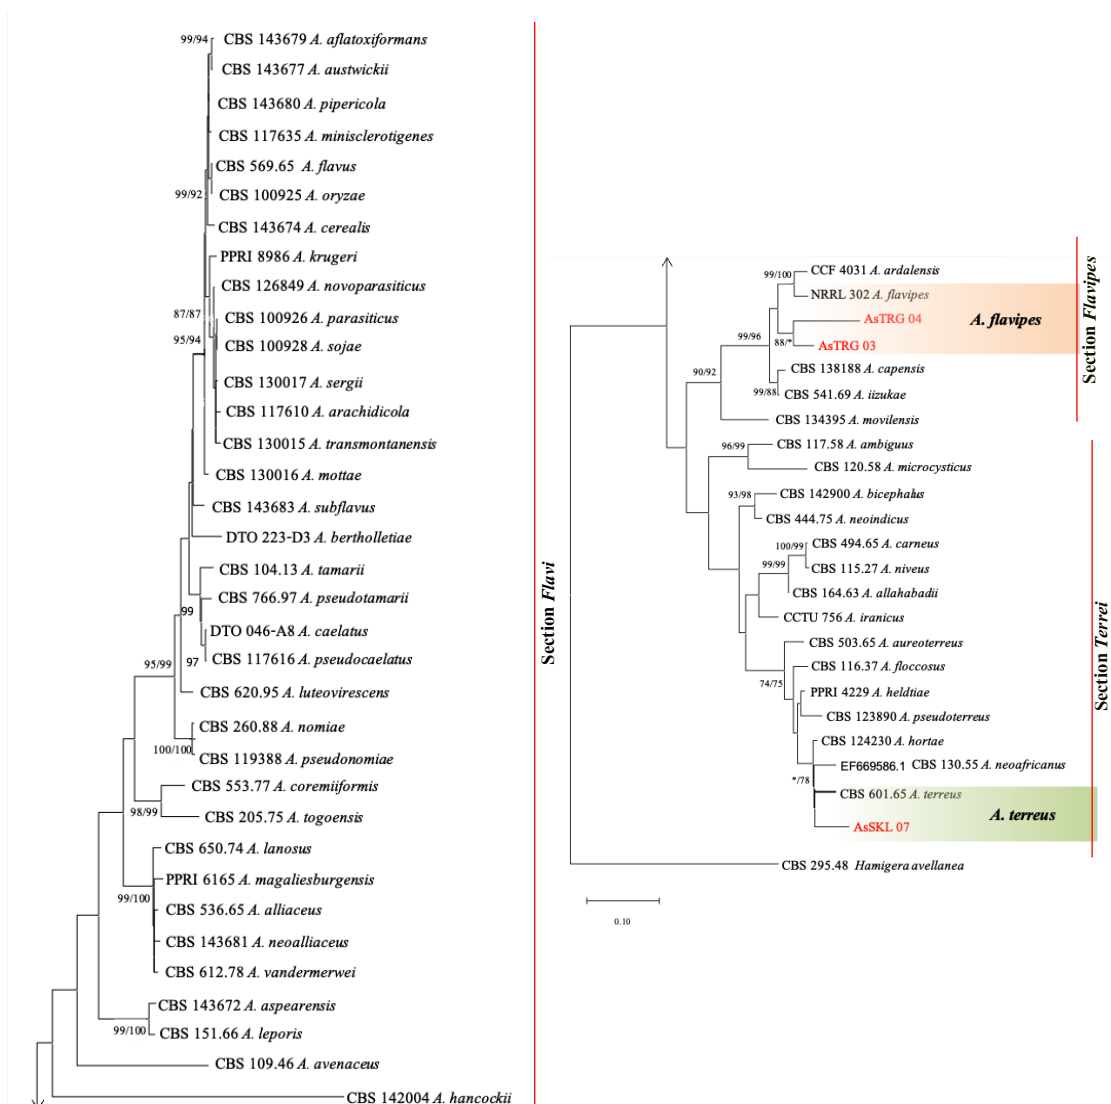 99/94
CBS 143679 A. aflatoxiformans
CBS 143677 A. austwickii
CBS 143680 A. pipericola
CBS 117635 A. minisclerotigenes
CBS 569.65 A. flavus
99/92
CBS 100925 A. oryzae
CBS 143674 A. cerealis
PPRI 8986 A. krugeri
CBS 126849 A. novoparasiticus
87/87
CBS 100926 A. parasiticus
95/94
CBS 100928 A. sojae
CBS 130017 A. sergii
CBS 117610 A. arachidicola
CBS 130015 A. transmontanensis
CBS 130016 A. mottae
CBS 143683 A. subflavus
DTO 223-D3 A. bertholletiae
CBS 104.13 A. tamarii
CBS 766.97 A. pseudotamarii
99
DTO 046-A8 A. caelatus
97
CBS 117616 A. pseudocaelatus
95/99
CBS 620.95 A. luteovirescens
CBS 260.88 A. nomiae
100/100
CBS 119388 A. pseudonomiae
CBS 553.77 A. coremiiformis
98/99
CBS 205.75 A. togoensis
CBS 650.74 A. lanosus
PPRI 6165 A. magaliesburgensis
99/100
CBS 536.65 A. alliaceus
CBS 143681 A. neoalliaceus
CBS 612.78 A. vandermerwei
CBS 143672 A. aspearensis
99/100
CBS 151.66 A. leporis
CBS 109.46 A. avenaceus
CBS 142004 A. hancockii
Section Flavi
99/100
CCF 4031 A. ardalensis
NRRL 302 A. flavipes
AsTRG 04
A. flavipes
99/96
88/*
AsTRG 03
90/92
CBS 138188 A. capensis
99/88
CBS 541.69 A. iizukae
CBS 134395 A. movilensis
Section Flavipes
96/99
CBS 117.58 A. ambiguus
CBS 120.58 A. microcysticus
93/98
CBS 142900 A. bicephalus
CBS 444.75 A. neoindicus
100/99
CBS 494.65 A. carneus
99/99
CBS 115.27 A. niveus
CBS 164.63 A. allahabadii
CCTU 756 A. iranicus
CBS 503.65 A. aureoterreus
CBS 116.37 A. floccosus
74/75
PPRI 4229 A. heldtiae
CBS 123890 A. pseudoterreus
CBS 124230 A. hortae
EF669586.1 CBS 130.55 A. neoafricanus
*/78
CBS 601.65 A. terreus
A. terreus
AsSKL 07
Section Terrei
CBS 295.48 Hamigera avellanea
0.10